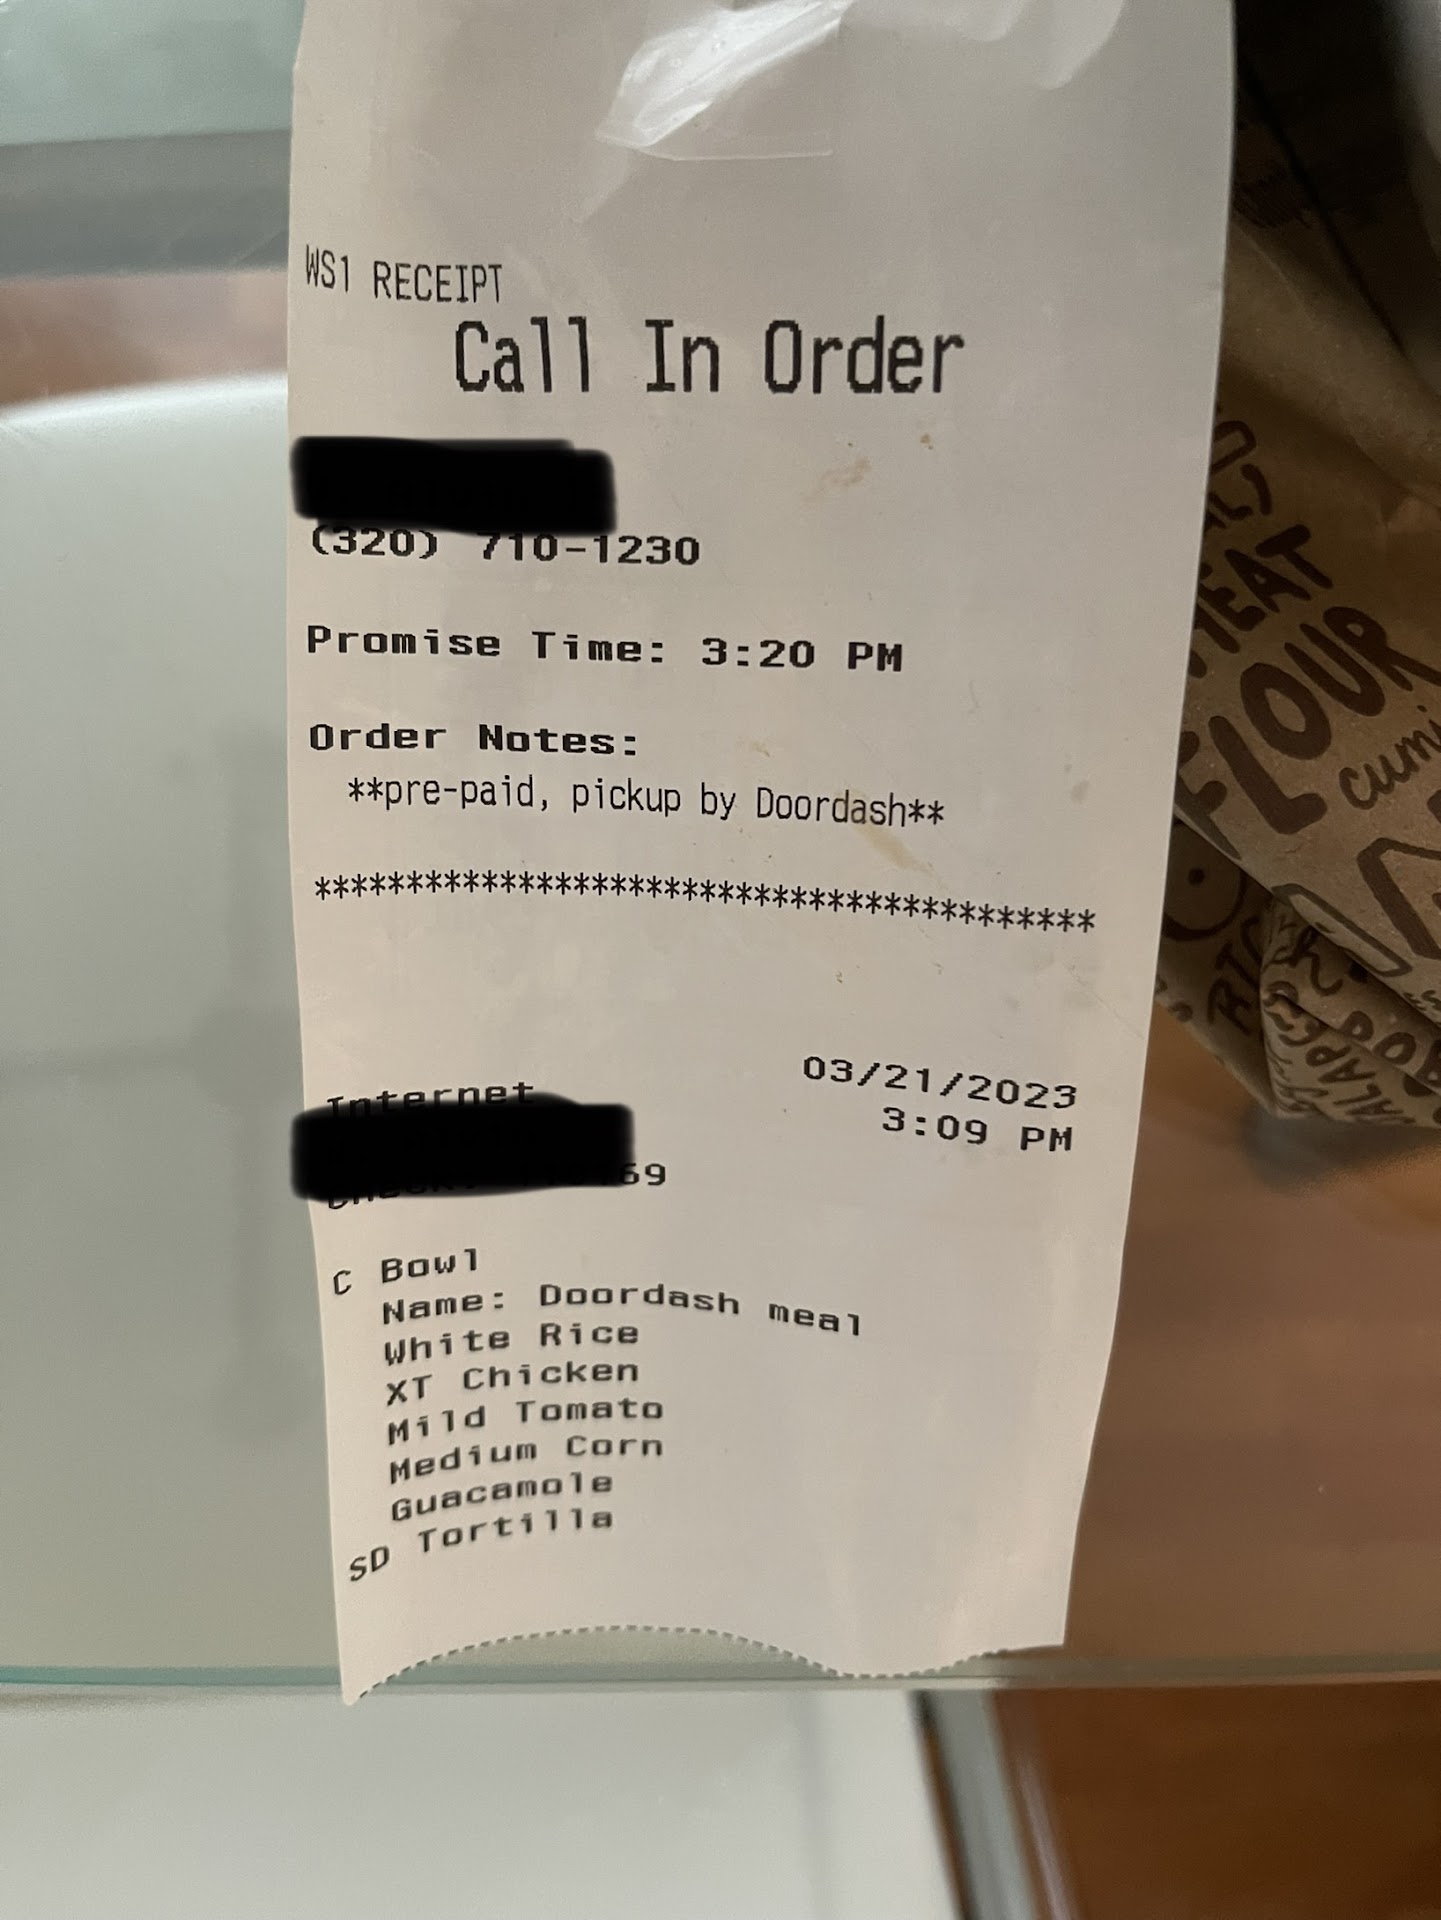 WS1 RECEIPT
Call In Order
(320) 710-1230
Promise Time: 3:20 PM
Order Notes:
**pre-paid, pickup by Doordash**
******************************************
Internet
03/21/2023
3:09 PM
69
C Bowl
Name: Doordash meal
White Rice
XT Chicken
Mild Tomato
Medium Corn
Guacamole
SD Tortilla
FLOUR